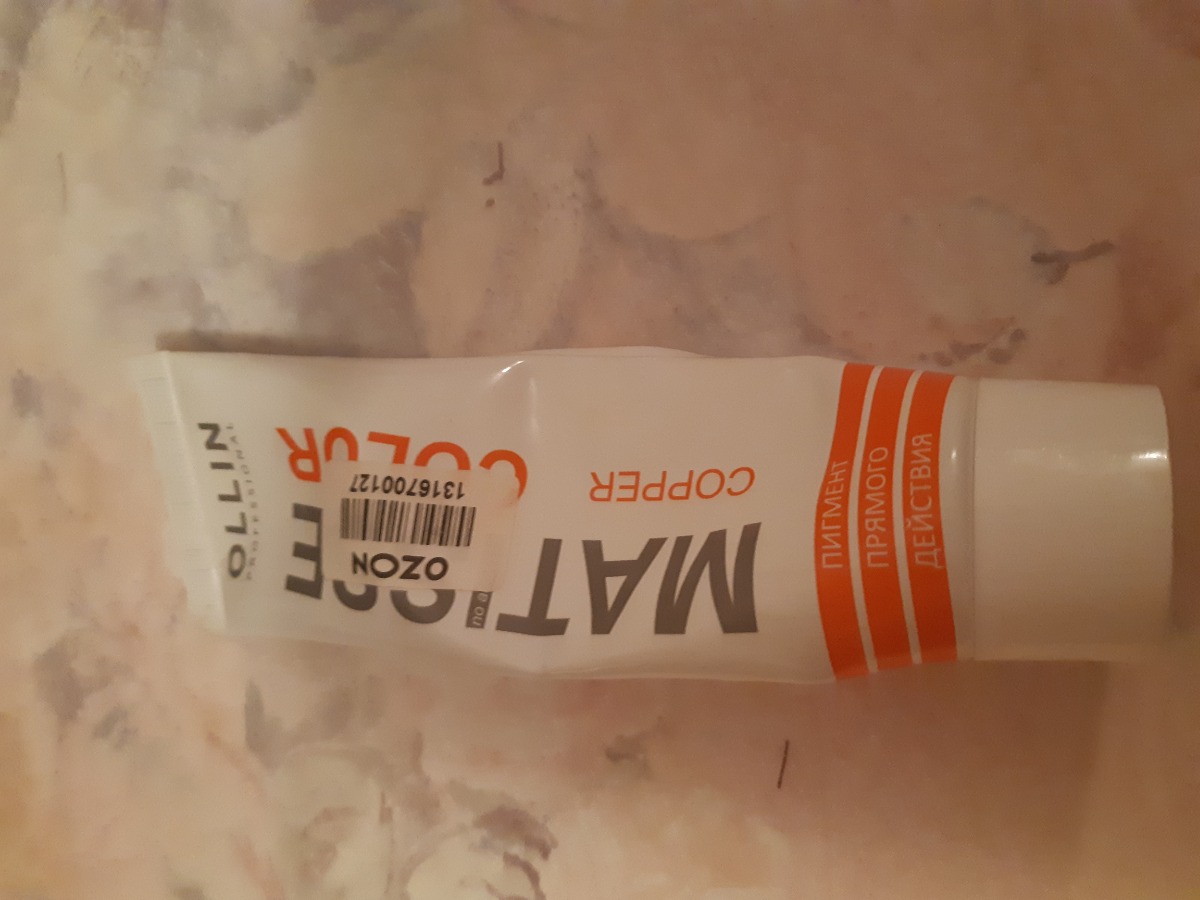 OLLIN
PROFESSIONAL
MATISSE
COLOR
COPPER
OZON
1316700127
ПИГМЕНТ
ПРЯМОГО
ДЕЙСТВИЯ